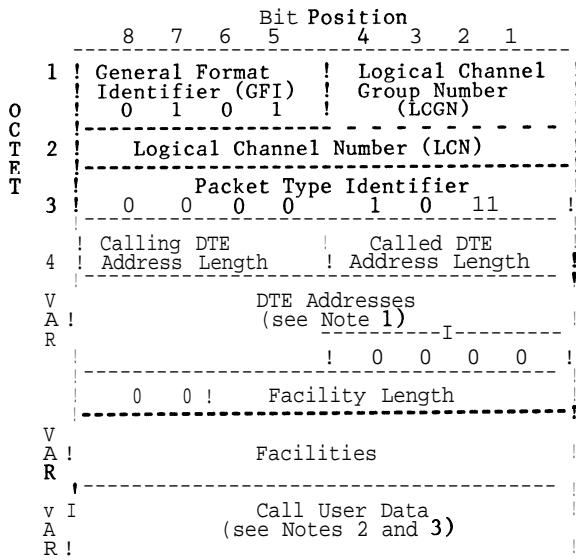 Bit Position
8 7 6 5 4 3 2 1
1 ! General Format ! Logical Channel
! Identifier (GFI) ! Group Number
! 0 1 0 1 ! (LCGN)
OCTET
2 ! Logical Channel Number (LCN)
! Packet Type Identifier
3 ! 0 0 0 0 1 0 11 !
! Calling DTE ! Called DTE
4 ! Address Length ! Address Length !
VAR ! DTE Addresses
(see Note 1) !
! ! 0 0 0 0 !
0 0 ! Facility Length
VAR ! Facilities
vAR I Call User Data
(see Notes 2 and 3)
!